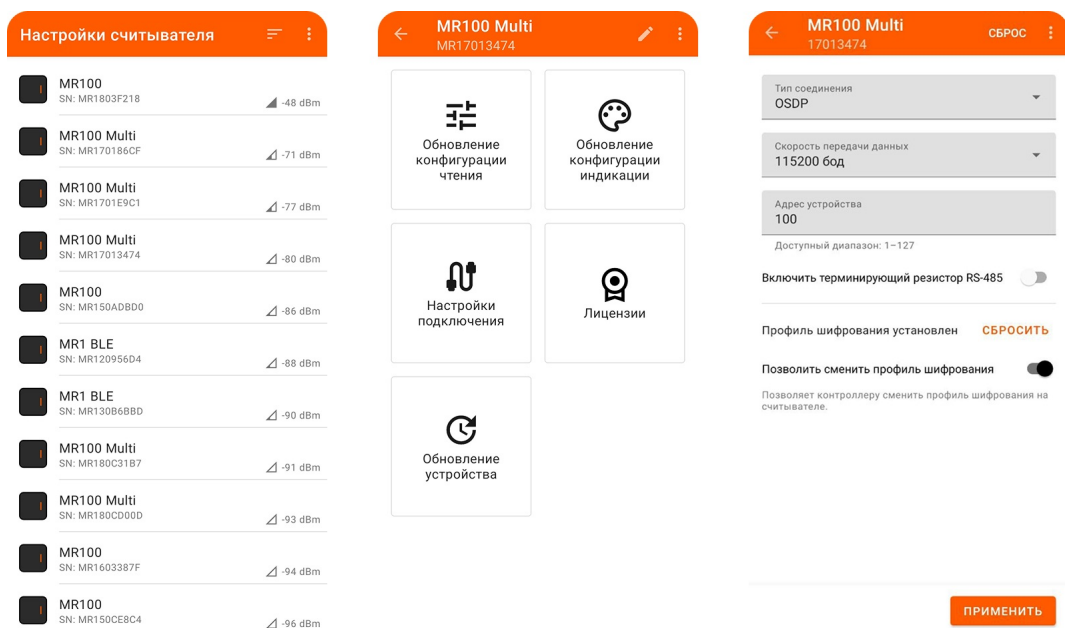 Настройки считывателя
MR100
SN: MR1803F218
-48 dBm
MR100 Multi
SN: MR170186CF
-71 dBm
MR100 Multi
SN: MR1701E9C1
-77 dBm
MR100 Multi
SN: MR17013474
-80 dBm
MR100
SN: MR150ADBD0
-86 dBm
MR1 BLE
SN: MR120956D4
-88 dBm
MR1 BLE
SN: MR130B6BBD
-90 dBm
MR100 Multi
SN: MR180C31B7
-91 dBm
MR100 Multi
SN: MR180CD00D
-93 dBm
MR100
SN: MR1603387F
-94 dBm
MR100
SN: MR150CE8C4
-96 dBm
MR100 Multi
MR17013474
Обновление
конфигурации
чтения
Обновление
конфигурации
индикации
Настройки
подключения
Лицензии
Обновление
устройства
MR100 Multi
17013474
СБРОС
Тип соединения
OSDP
Скорость передачи данных
115200 бод
Адрес устройства
100
Доступный диапазон: 1–127
Включить терминирующий резистор RS-485
Профиль шифрования установлен
СБРОСИТЬ
Позволить сменить профиль шифрования
Позволяет контроллеру сменить профиль шифрования на
считывателе.
ПРИМЕНИТЬ